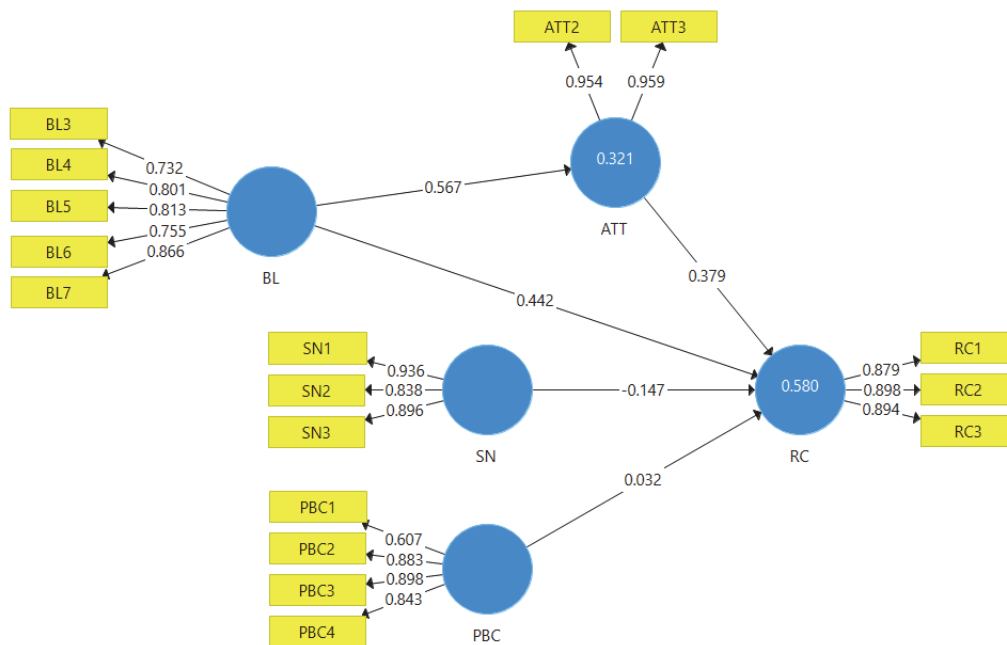 ATT2 ATT3
0.954 0.959
BL3
BL4
BL5
BL6
BL7
0.732
0.801
0.813
0.755
0.866
BL
0.567
0.321
ATT
0.379
0.442
SN1
SN2
SN3
0.936
0.838
0.896
SN
-0.147
0.580
RC
0.879
0.898
0.894
RC1
RC2
RC3
0.032
PBC1
PBC2
PBC3
PBC4
0.607
0.883
0.898
0.843
PBC